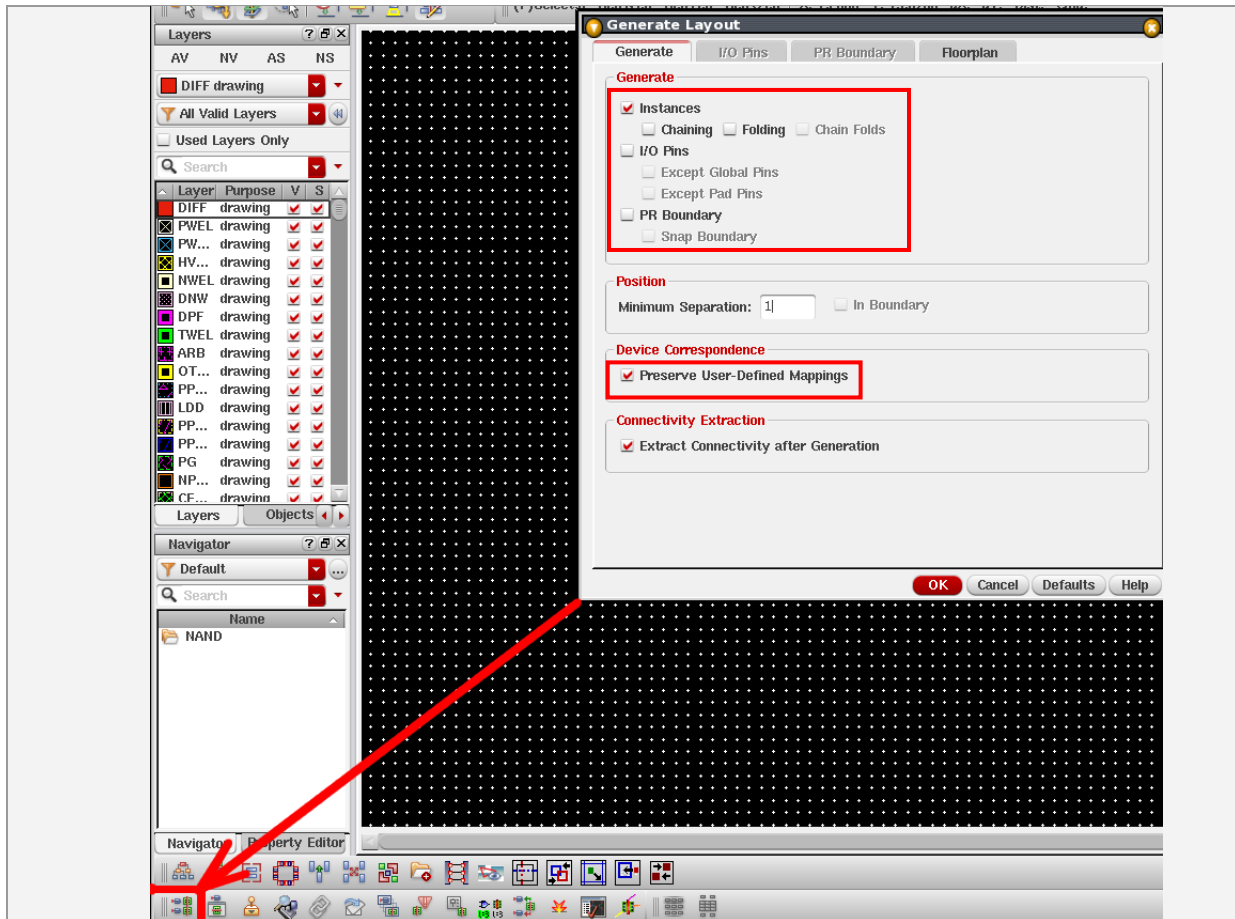 Layers
AV NV AS NS
DIFF drawing
All Valid Layers
Used Layers Only
Search
Layer Purpose V S
DIFF drawing
PWEL drawing
PW... drawing
HV... drawing
NWEL drawing
DNW drawing
DPF drawing
TWEL drawing
ARB drawing
OT... drawing
PP... drawing
LDD drawing
PP... drawing
PP... drawing
PG drawing
NP... drawing
CE... drawing
Layers Objects
Navigator
Default
Search
Name
NAND
Navigator Property Editor
Generate Layout
Generate I/O Pins PR Boundary Floorplan
Generate
Instances
Chaining Folding Chain Folds
I/O Pins
Except Global Pins
Except Pad Pins
PR Boundary
Snap Boundary
Position
Minimum Separation: 1 In Boundary
Device Correspondence
Preserve User-Defined Mappings
Connectivity Extraction
Extract Connectivity after Generation
OK Cancel Defaults Help